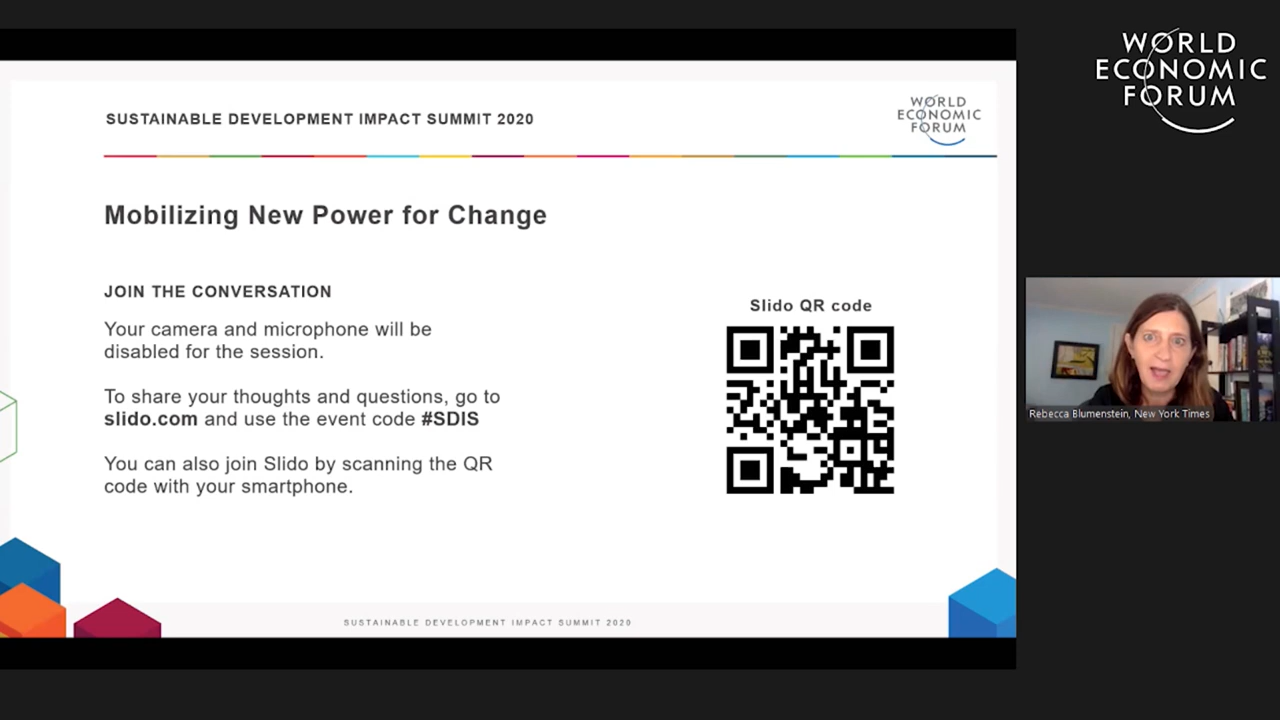 SUSTAINABLE DEVELOPMENT IMPACT SUMMIT 2020
WORLD
ECONOMIC
FORUM
Mobilizing New Power for Change
JOIN THE CONVERSATION
Your camera and microphone will be
disabled for the session.
To share your thoughts and questions, go to
slido.com and use the event code #SDIS
You can also join Slido by scanning the QR
code with your smartphone.
Slido QR code
SUSTAINABLE DEVELOPMENT IMPACT SUMMIT 2020
WORLD
ECONOMIC
FORUM
Rebecca Blumenstein, New York Times